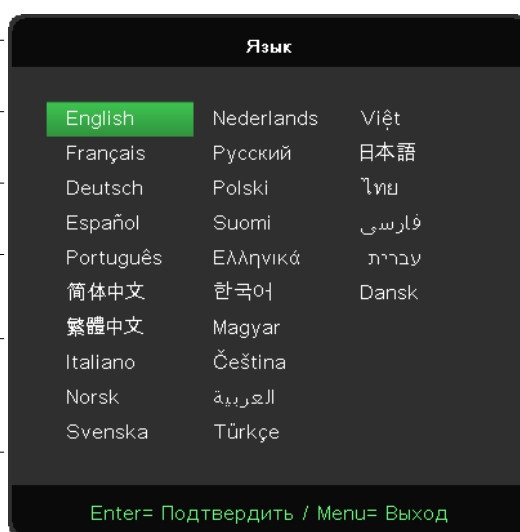 Язык
English
Français
Deutsch
Español
Português
简体中文
繁體中文
Italiano
Norsk
Svenska
Nederlands
Русский
Polski
Suomi
Ελληνικά
한국어
Magyar
Čeština
العربية
Türkçe
Việt
日本語
ไทย
فارسی
עברית
Dansk
Enter= Подтвердить / Menu= Выход